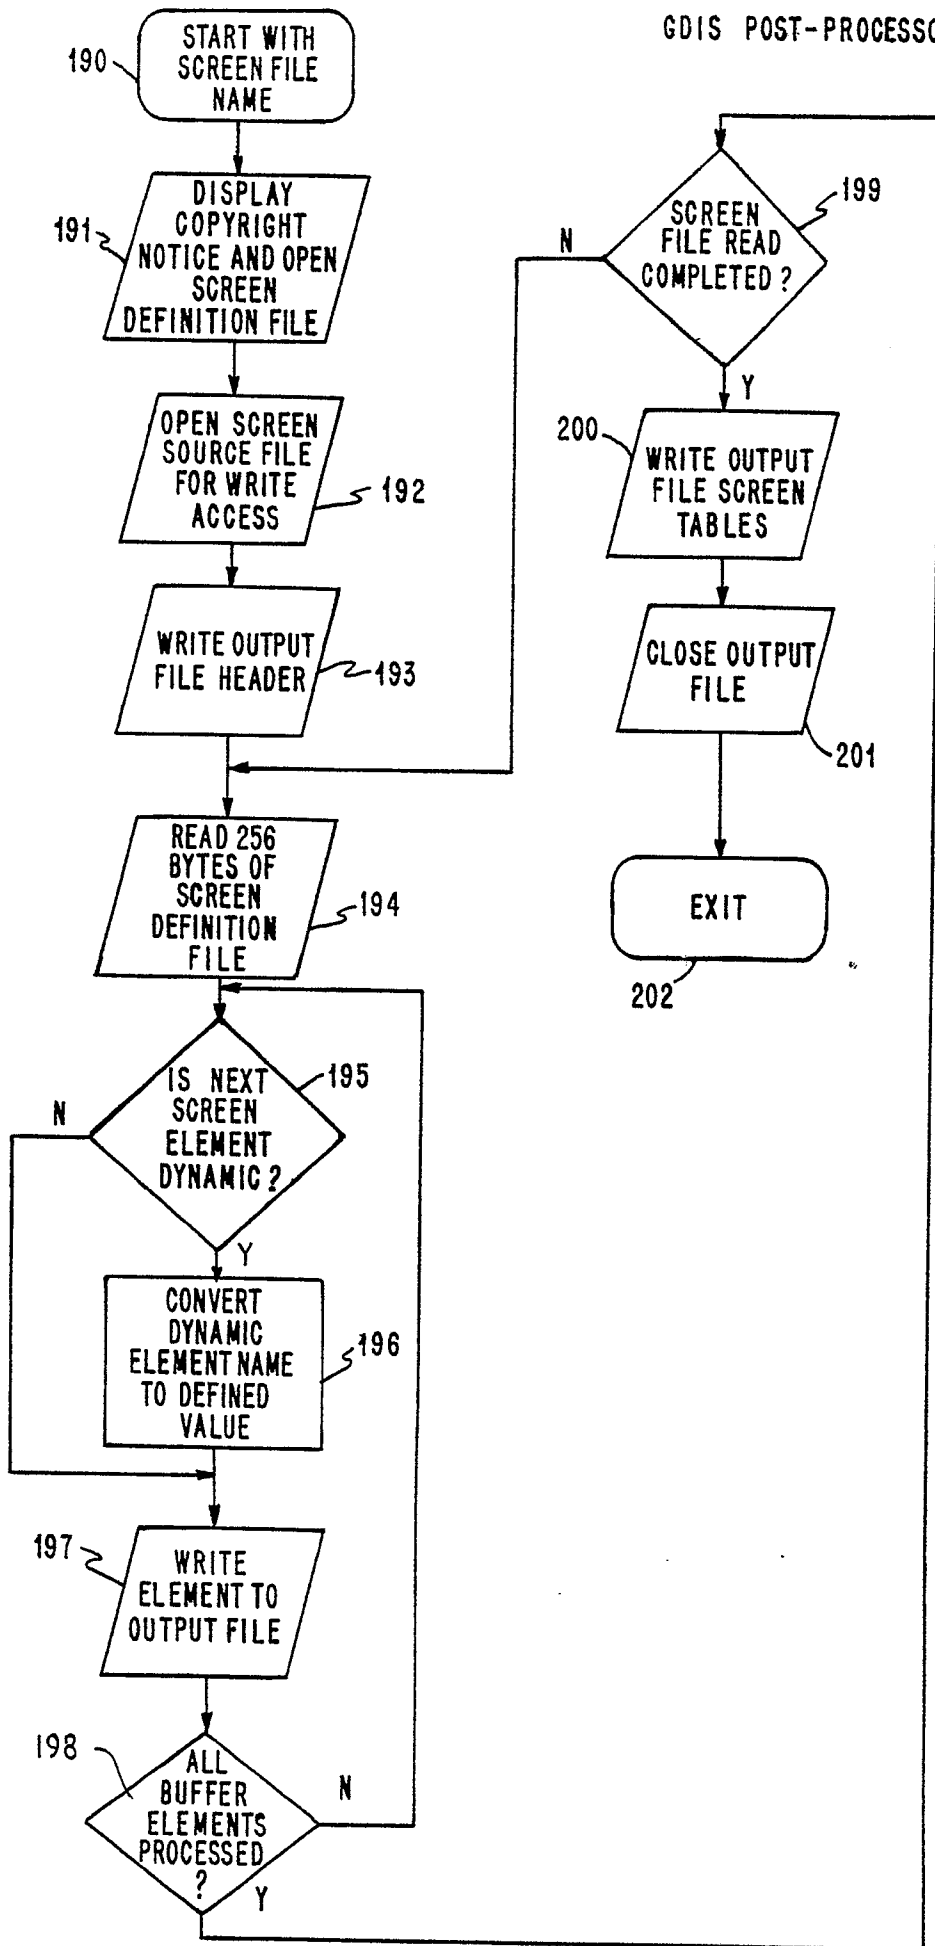 GDIS POST-PROCESSO
190
START WITH
SCREEN FILE
NAME
191
DISPLAY
COPYRIGHT
NOTICE AND OPEN
SCREEN
DEFINITION FILE
OPEN SCREEN
SOURCE FILE
FOR WRITE
ACCESS
192
WRITE OUTPUT
FILE HEADER
193
READ 256
BYTES OF
SCREEN
DEFINITION
FILE
194
IS NEXT
SCREEN
ELEMENT
DYNAMIC ?
195
N
Y
CONVERT
DYNAMIC
ELEMENT NAME
TO DEFINED
VALUE
196
197
WRITE
ELEMENT TO
OUTPUT FILE
198
ALL
BUFFER
ELEMENTS
PROCESSED
?
N
Y
SCREEN
FILE READ
COMPLETED ?
199
N
Y
200
WRITE OUTPUT
FILE SCREEN
TABLES
CLOSE OUTPUT
FILE
201
EXIT
202